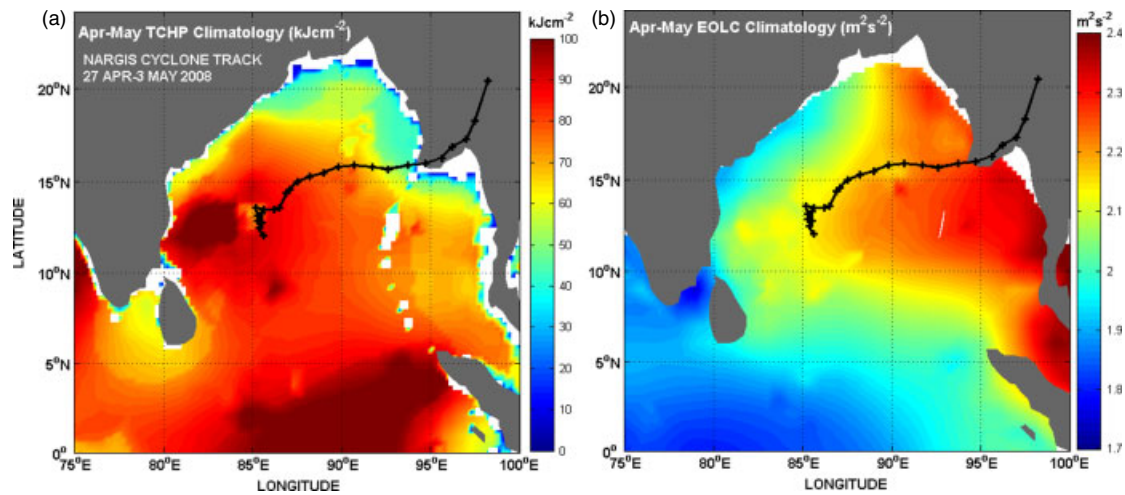 (a)
Apr-May TCHP Climatology (kJcm⁻²)
NARGIS CYCLONE TRACK
27 APR-3 MAY 2008
kJcm⁻²
100
90
80
70
60
50
40
30
20
10
0
LATITUDE
20°N
15°N
10°N
5°N
0°
75°E 80°E 85°E 90°E 95°E 100°E
LONGITUDE
(b)
Apr-May EOLC Climatology (m²s⁻²)
m²s⁻²
2.4
2.3
2.2
2.1
2
1.9
1.8
1.7
20°N
15°N
10°N
5°N
0°
75°E 80°E 85°E 90°E 95°E 100°E
LONGITUDE